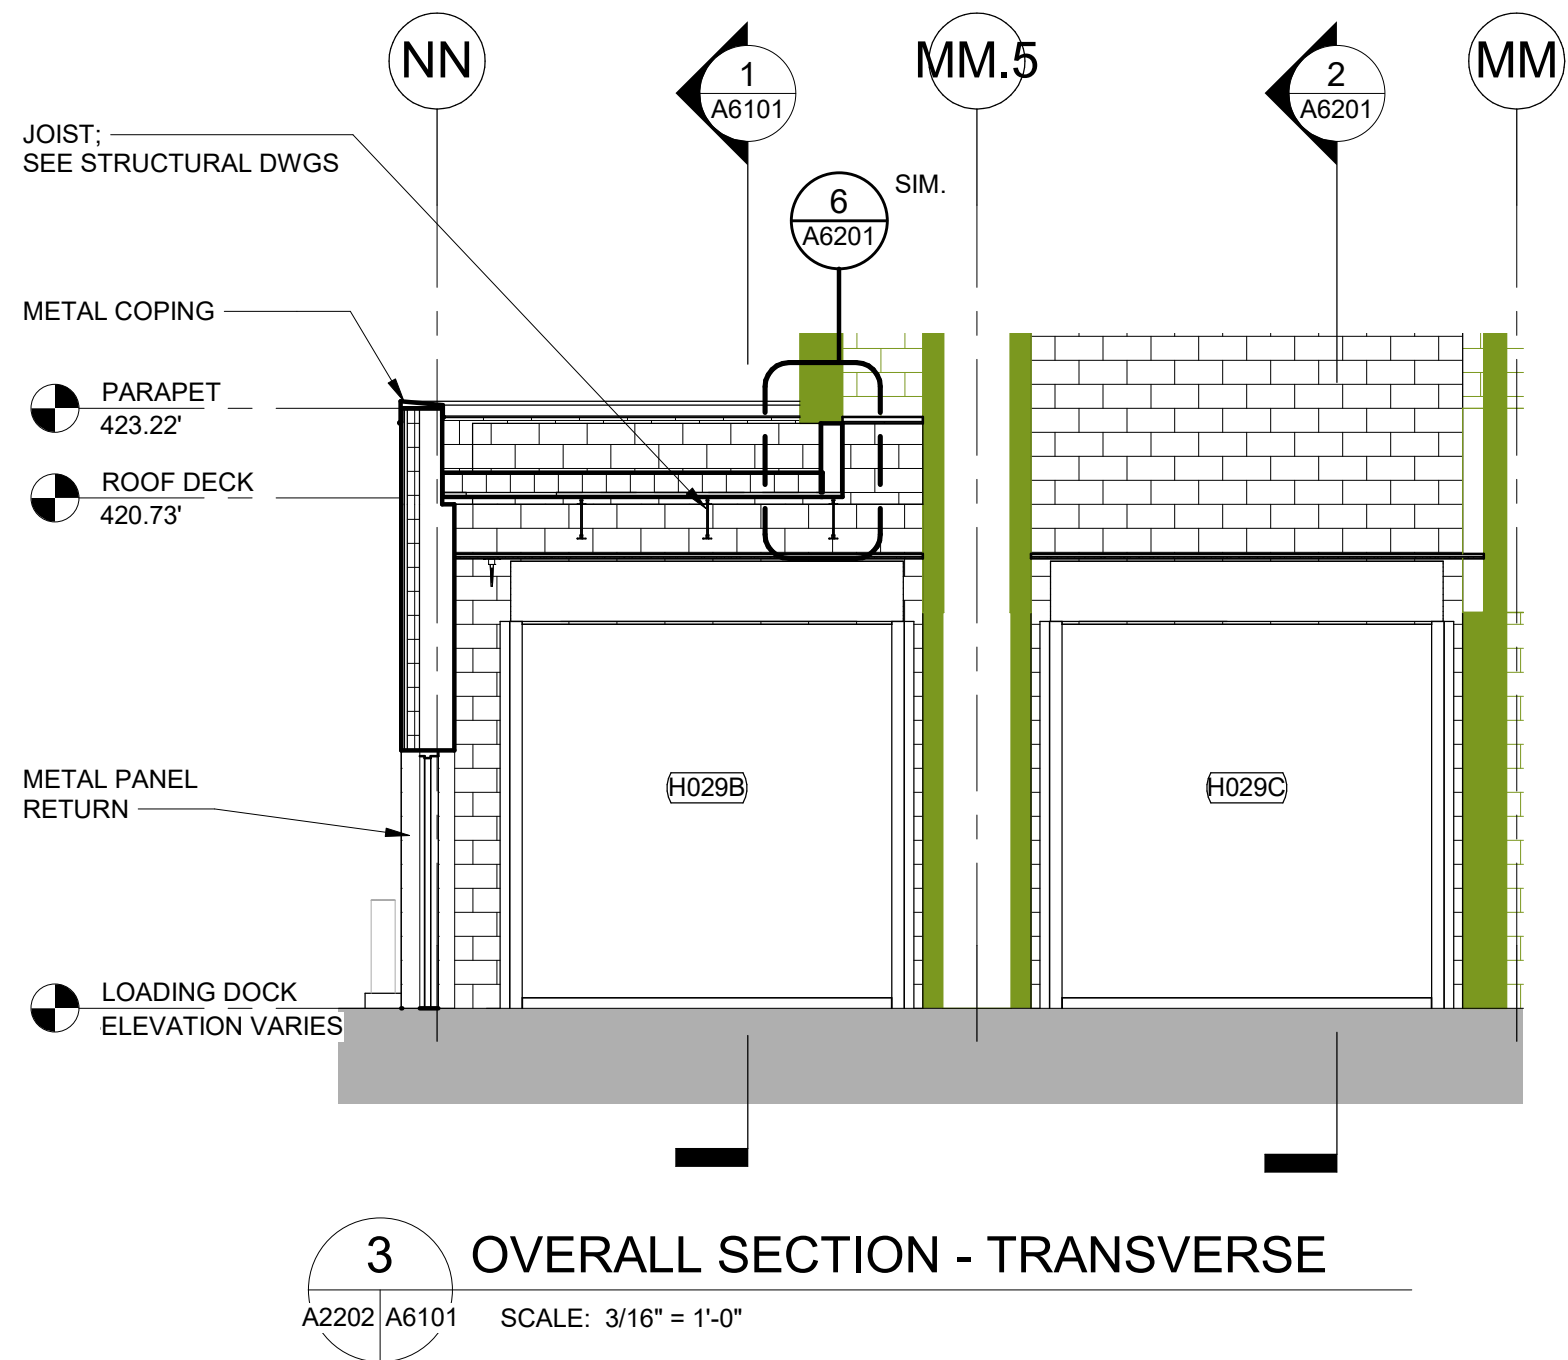 NN
1
A6101
MM.5
2
A6201
MM
JOIST;
SEE STRUCTURAL DWGS
6
A6201
SIM.
METAL COPING
PARAPET
423.22'
ROOF DECK
420.73'
METAL PANEL
RETURN
H029B
H029C
LOADING DOCK
ELEVATION VARIES
3
A2202
A6101
OVERALL SECTION - TRANSVERSE
SCALE: 3/16" = 1'-0"